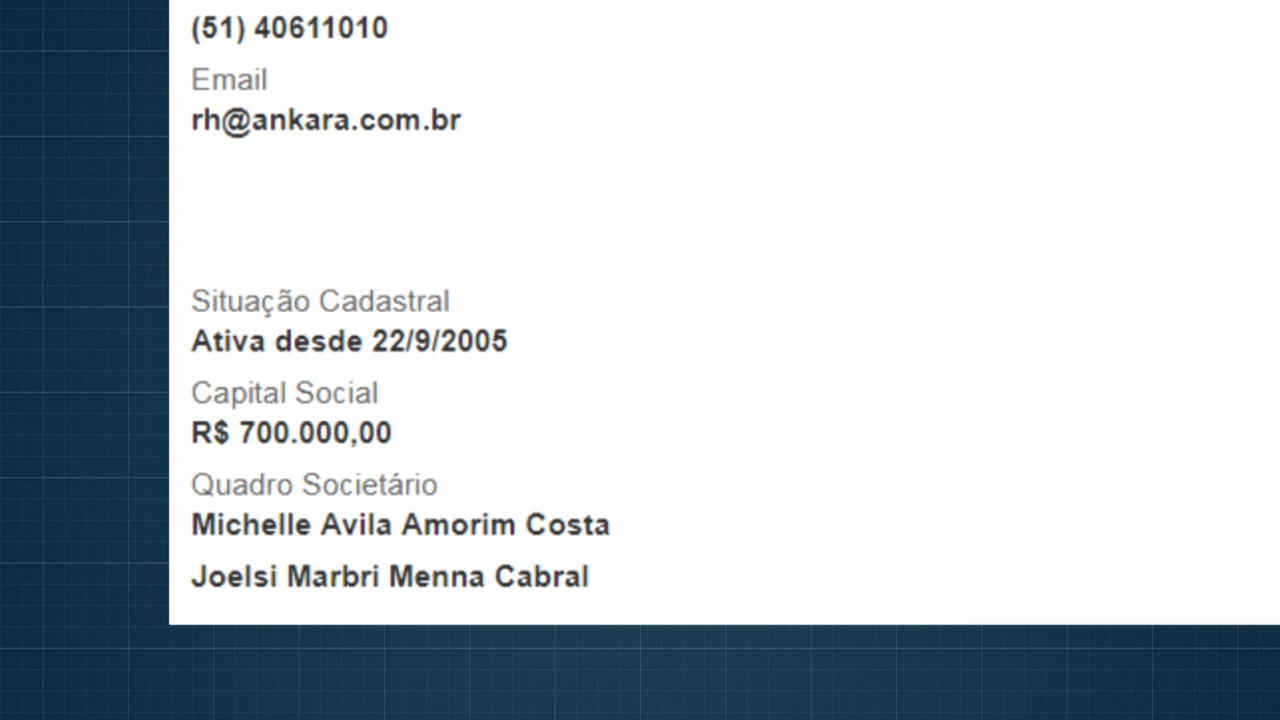 (51) 40611010
Email
rh@ankara.com.br
Situação Cadastral
Ativa desde 22/9/2005
Capital Social
R$ 700.000,00
Quadro Societário
Michelle Avila Amorim Costa
Joelsi Marbri Menna Cabral